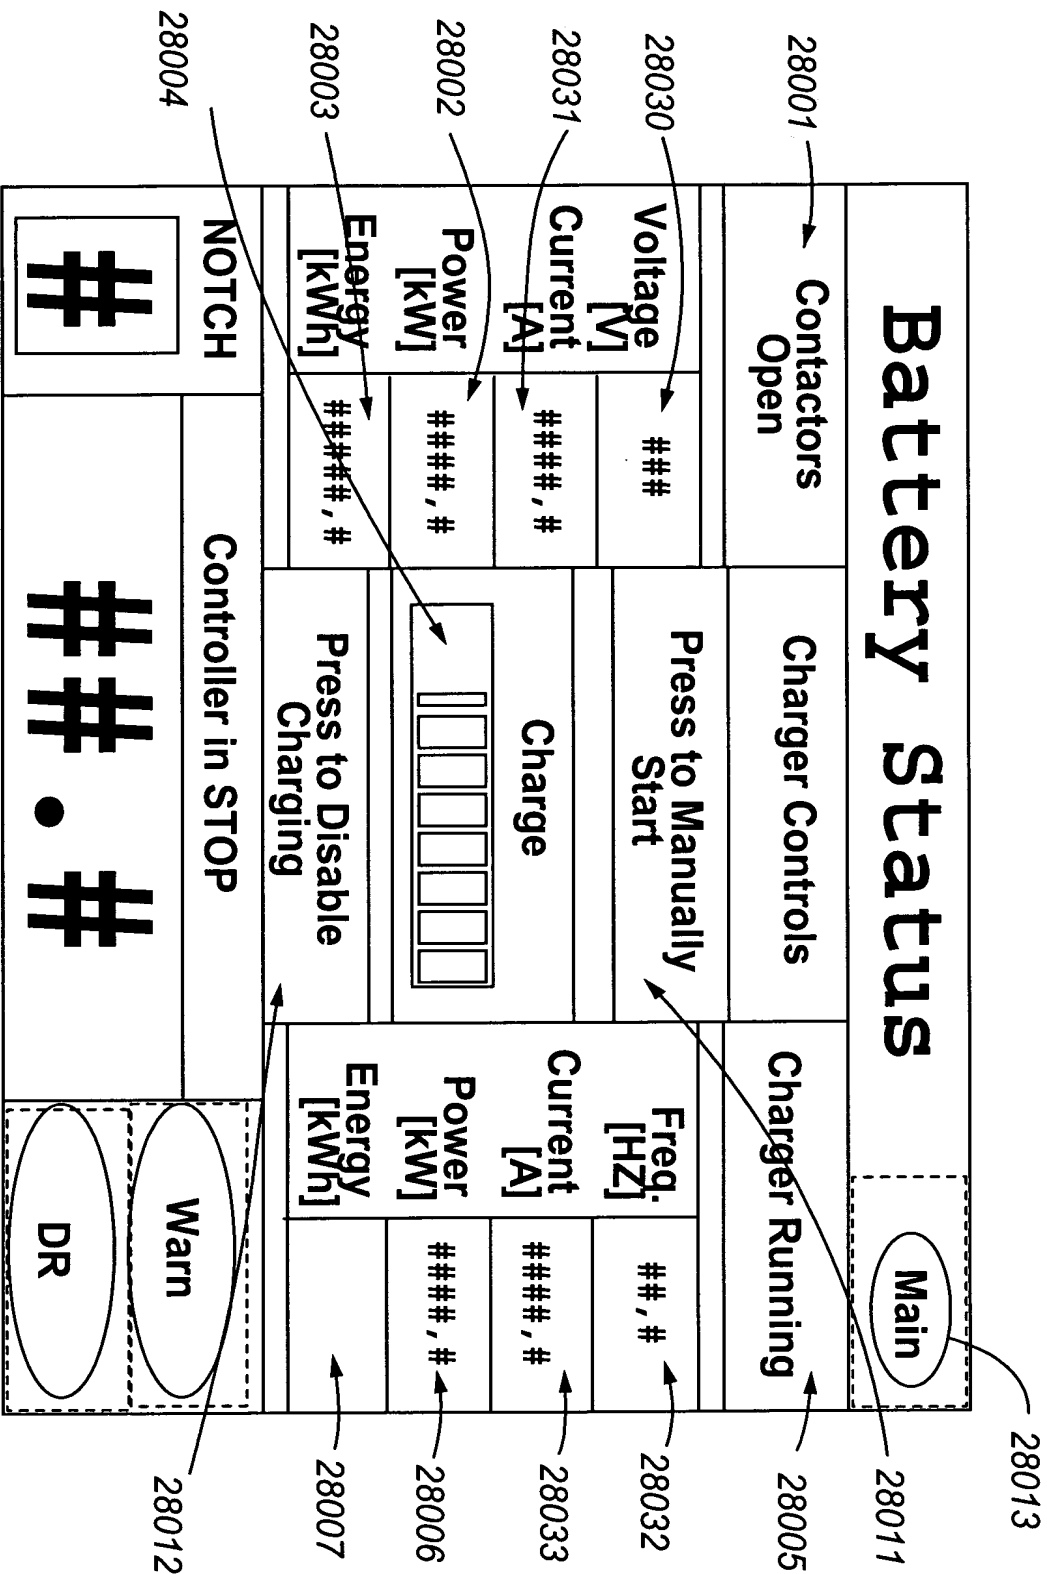 Battery Status
Main
28013
28001
Contactors
Open
Charger Controls
Charger Running
28011
28005
28030
Voltage
[V]
###
Press to Manually
Start
Freq.
[HZ]
##,#
28032
28031
Current
[A]
####,#
Charge
Current
[A]
####,#
28033
28002
Power
[kW]
####,#
Power
[kW]
####,#
28006
28003
Energy
[kWh]
#####,#
Press to Disable
Charging
Energy
[kWh]
28007
28004
28012
NOTCH
#
Controller in STOP
##.#
Warn
DR